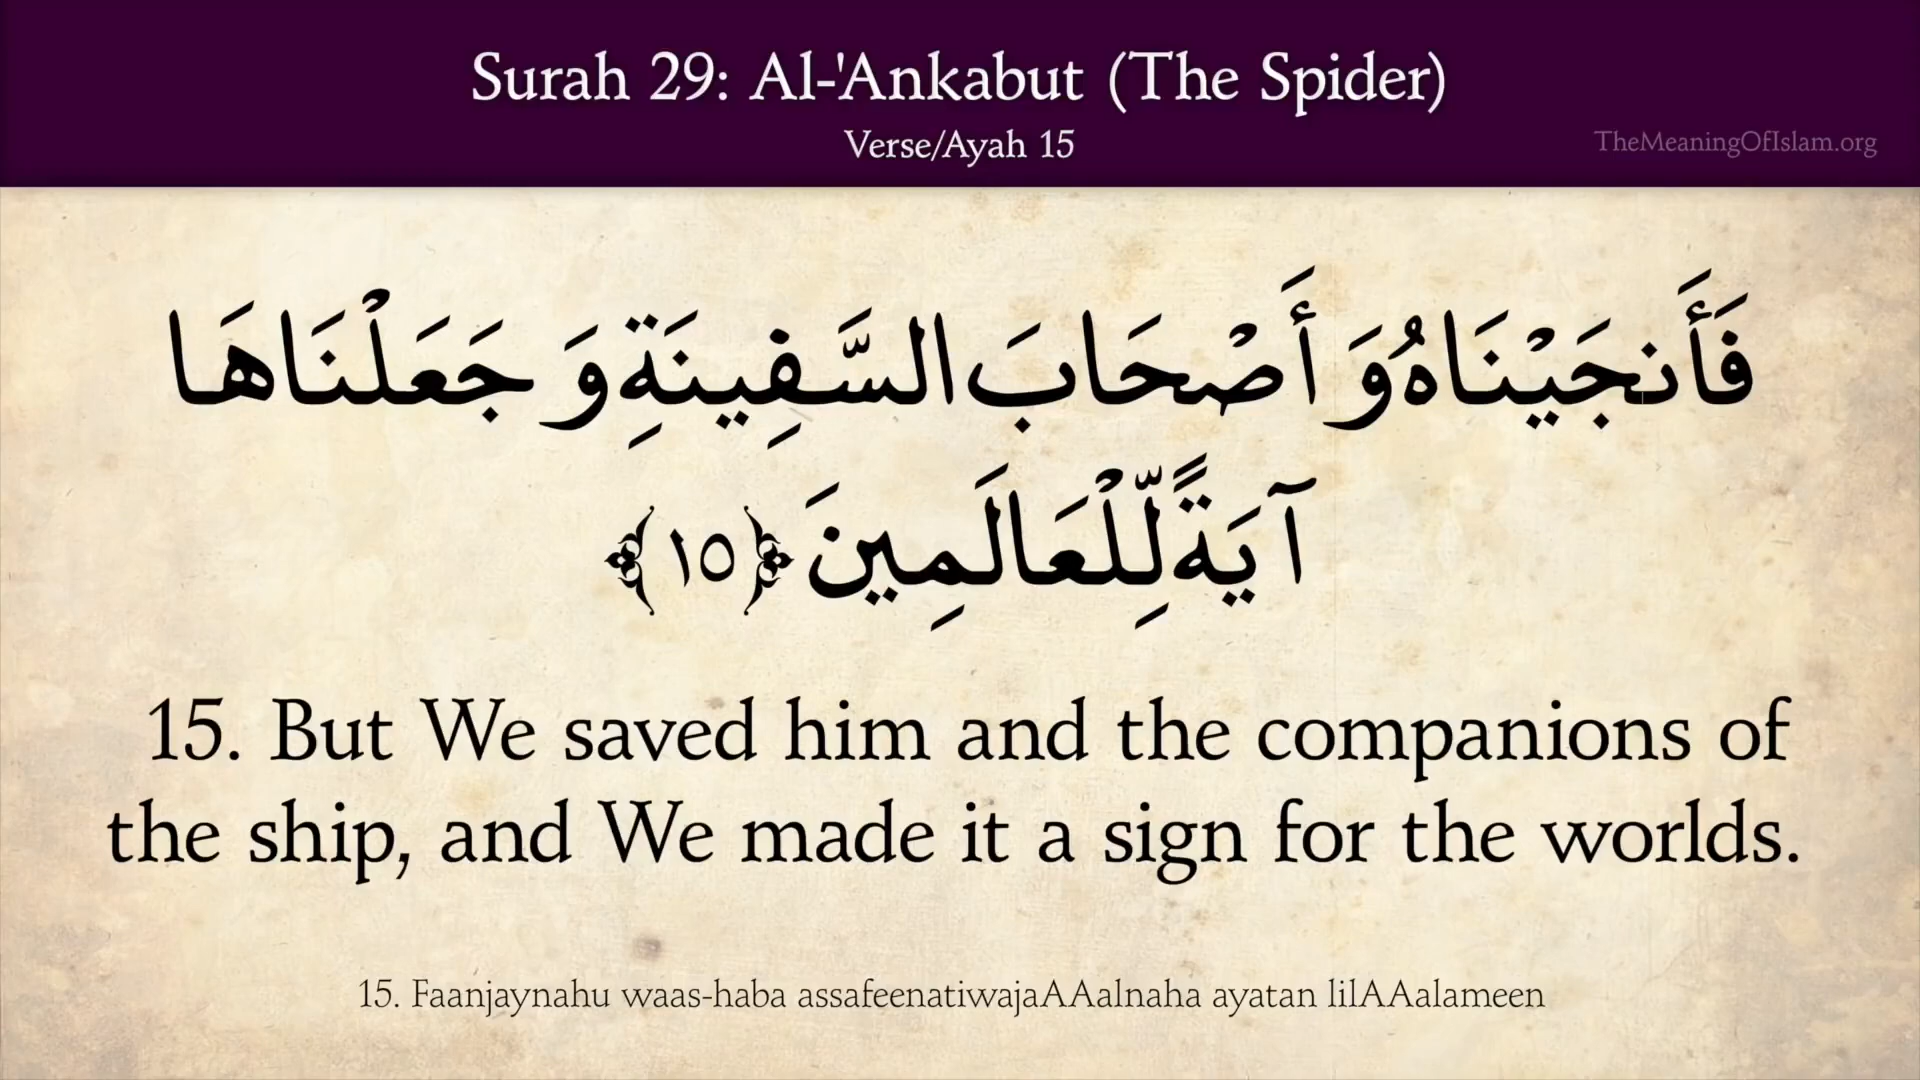 Surah 29: Al-'Ankabut (The Spider)
Verse/Ayah 15
TheMeaningOfIslam.org
فَأَنجَيْنَاهُ وَ أَصْحَابَ السَّفِينَةِ وَ جَعَلْنَاهَا
آيَةً لِّلْعَالَمِينَ ﴿١٥﴾
15. But We saved him and the companions of
the ship, and We made it a sign for the worlds.
15. Faanjaynahu waas-haba assafeenatiwajaAAalnaha ayatan lilAAalameen